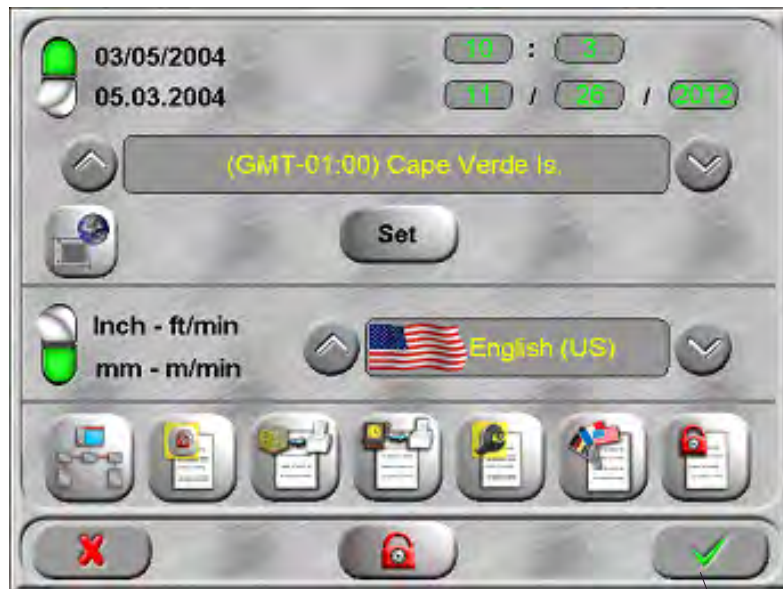 03/05/2004
10 : 3
05.03.2004
11 / 26 / 2012
(GMT-01:00) Cape Verde Is.
Set
Inch - ft/min
mm - m/min
English (US)